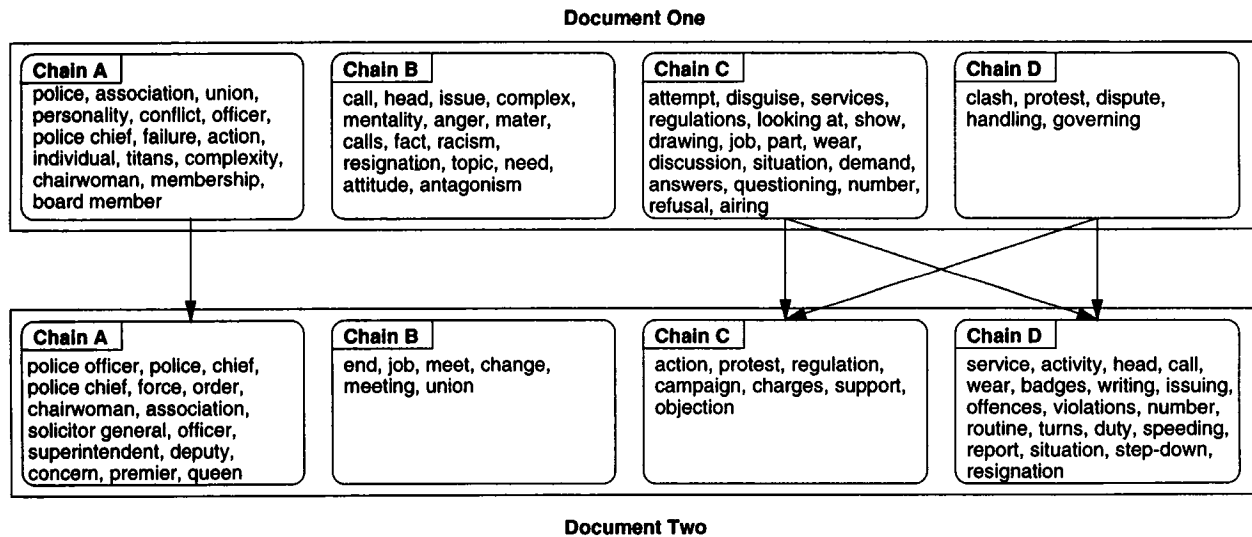 Document One
Chain A
police, association, union,
personality, conflict, officer,
police chief, failure, action,
individual, titans, complexity,
chairwoman, membership,
board member
Chain B
call, head, issue, complex,
mentality, anger, mater,
calls, fact, racism,
resignation, topic, need,
attitude, antagonism
Chain C
attempt, disguise, services,
regulations, looking at, show,
drawing, job, part, wear,
discussion, situation, demand,
answers, questioning, number,
refusal, airing
Chain D
clash, protest, dispute,
handling, governing
Chain A
police officer, police, chief,
police chief, force, order,
chairwoman, association,
solicitor general, officer,
superintendent, deputy,
concern, premier, queen
Chain B
end, job, meet, change,
meeting, union
Chain C
action, protest, regulation,
campaign, charges, support,
objection
Chain D
service, activity, head, call,
wear, badges, writing, issuing,
offences, violations, number,
routine, turns, duty, speeding,
report, situation, step-down,
resignation
Document Two